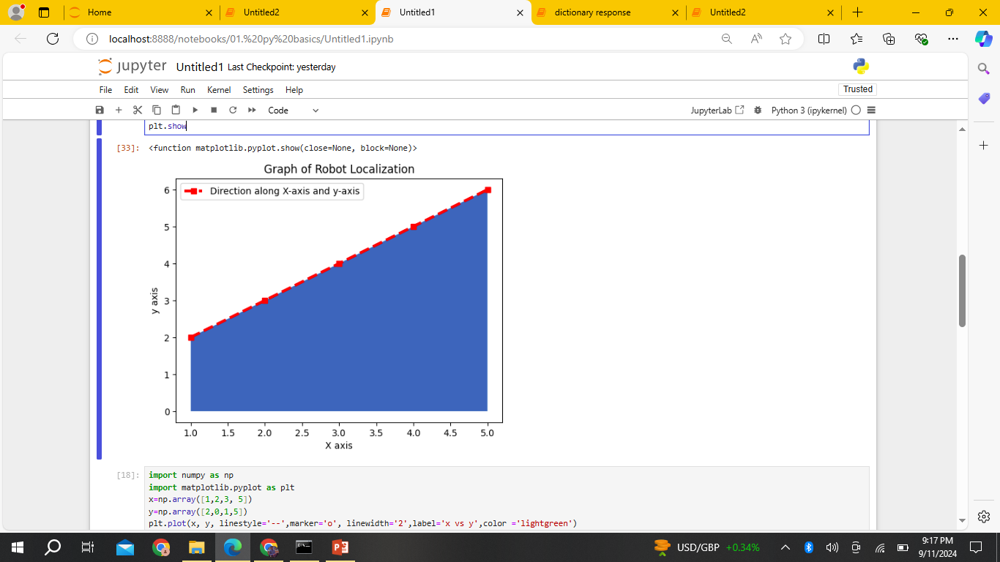 Home
Untitled2
Untitled1
dictionary response
Untitled2
localhost:8888/notebooks/01.%20py%20basics/Untitled1.ipynb
jupyter Untitled1 Last Checkpoint: yesterday
File Edit View Run Kernel Settings Help
Trusted
Code
JupyterLab
Python 3 (ipykernel)
plt.show
[33]: <function matplotlib.pyplot.show(close=None, block=None)>
Graph of Robot Localization
Direction along X-axis and y-axis
6
5
4
3
2
1
0
y axis
1.0 1.5 2.0 2.5 3.0 3.5 4.0 4.5 5.0
X axis
[18]: import numpy as np
import matplotlib.pyplot as plt
x=np.array([1,2,3, 5])
y=np.array([2,0,1,5])
plt.plot(x, y, linestyle='--',marker='o', linewidth='2',label='x vs y',color ='lightgreen')
USD/GBP +0.34%
9:17 PM
9/11/2024